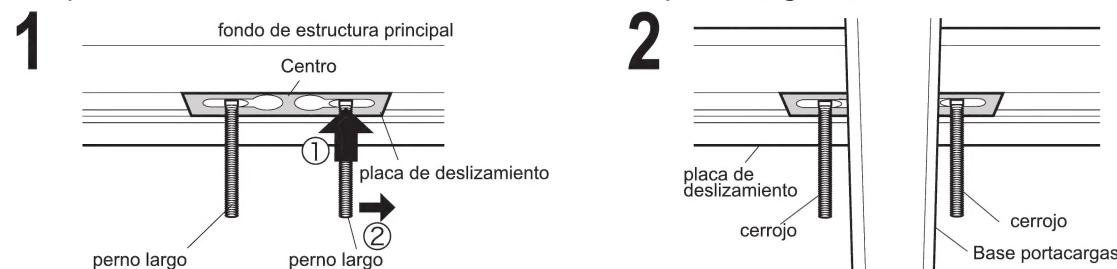 1
fondo de estructura principal
Centro
①
placa de deslizamiento
②
perno largo
perno largo
2
placa de
deslizamiento
cerrojo
cerrojo
Base portacargas